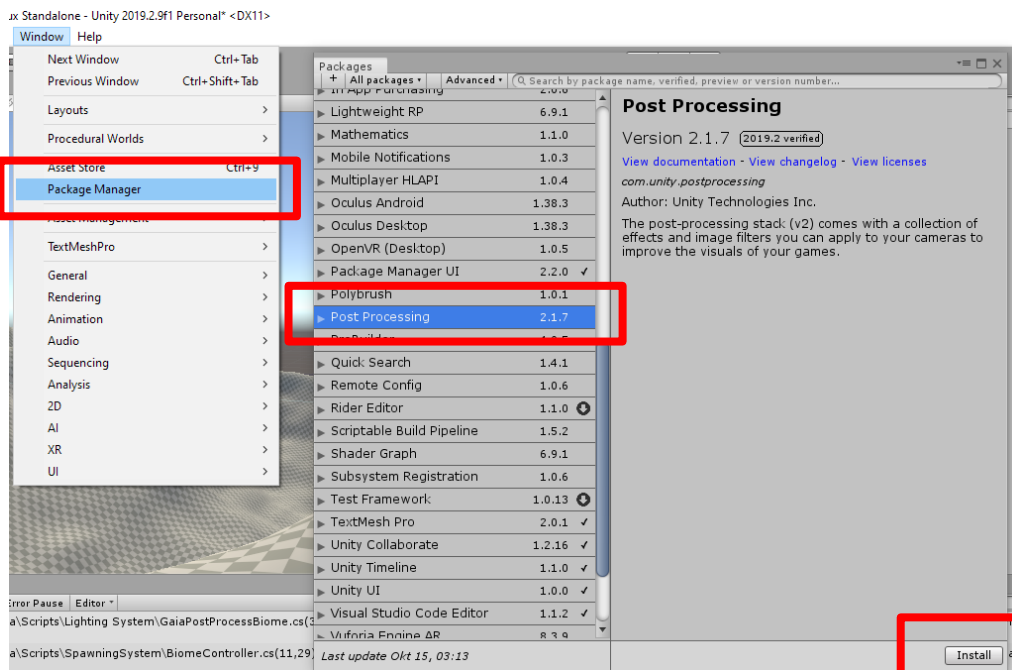 ux Standalone - Unity 2019.2.9f1 Personal* <DX11>
Window Help
Next Window Ctrl+Tab
Previous Window Ctrl+Shift+Tab
Layouts >
Procedural Worlds >
Asset Store Ctrl+9
Package Manager
Asset Management
TextMeshPro >
General >
Rendering >
Animation >
Audio >
Sequencing >
Analysis >
2D >
AI >
XR >
UI >
Packages
+ All packages Advanced Search by package name, verified, preview or version number...
In App Purchasing 2.0.6
Lightweight RP 6.9.1
Mathematics 1.1.0
Mobile Notifications 1.0.3
Multiplayer HLAPI 1.0.4
Oculus Android 1.38.3
Oculus Desktop 1.38.3
OpenVR (Desktop) 1.0.5
Package Manager UI 2.2.0 ✓
Polybrush 1.0.1
Post Processing 2.1.7
ProBuilder
Quick Search 1.4.1
Remote Config 1.0.6
Rider Editor 1.1.0
Scriptable Build Pipeline 1.5.2
Shader Graph 6.9.1
Subsystem Registration 1.0.6
Test Framework 1.0.13
TextMesh Pro 2.0.1 ✓
Unity Collaborate 1.2.16 ✓
Unity Timeline 1.1.0 ✓
Unity UI 1.0.0 ✓
Visual Studio Code Editor 1.1.2 ✓
Vuforia Engine AR 8.3.9
Last update Okt 15, 03:13
Post Processing
Version 2.1.7 2019.2 verified
View documentation - View changelog - View licenses
com.unity.postprocessing
Author: Unity Technologies Inc.
The post-processing stack (v2) comes with a collection of
effects and image filters you can apply to your cameras to
improve the visuals of your games.
Install
Error Pause Editor
a\Scripts\Lighting System\GaiaPostProcessBiome.cs(3
a\Scripts\SpawningSystem\BiomeController.cs(11,29)